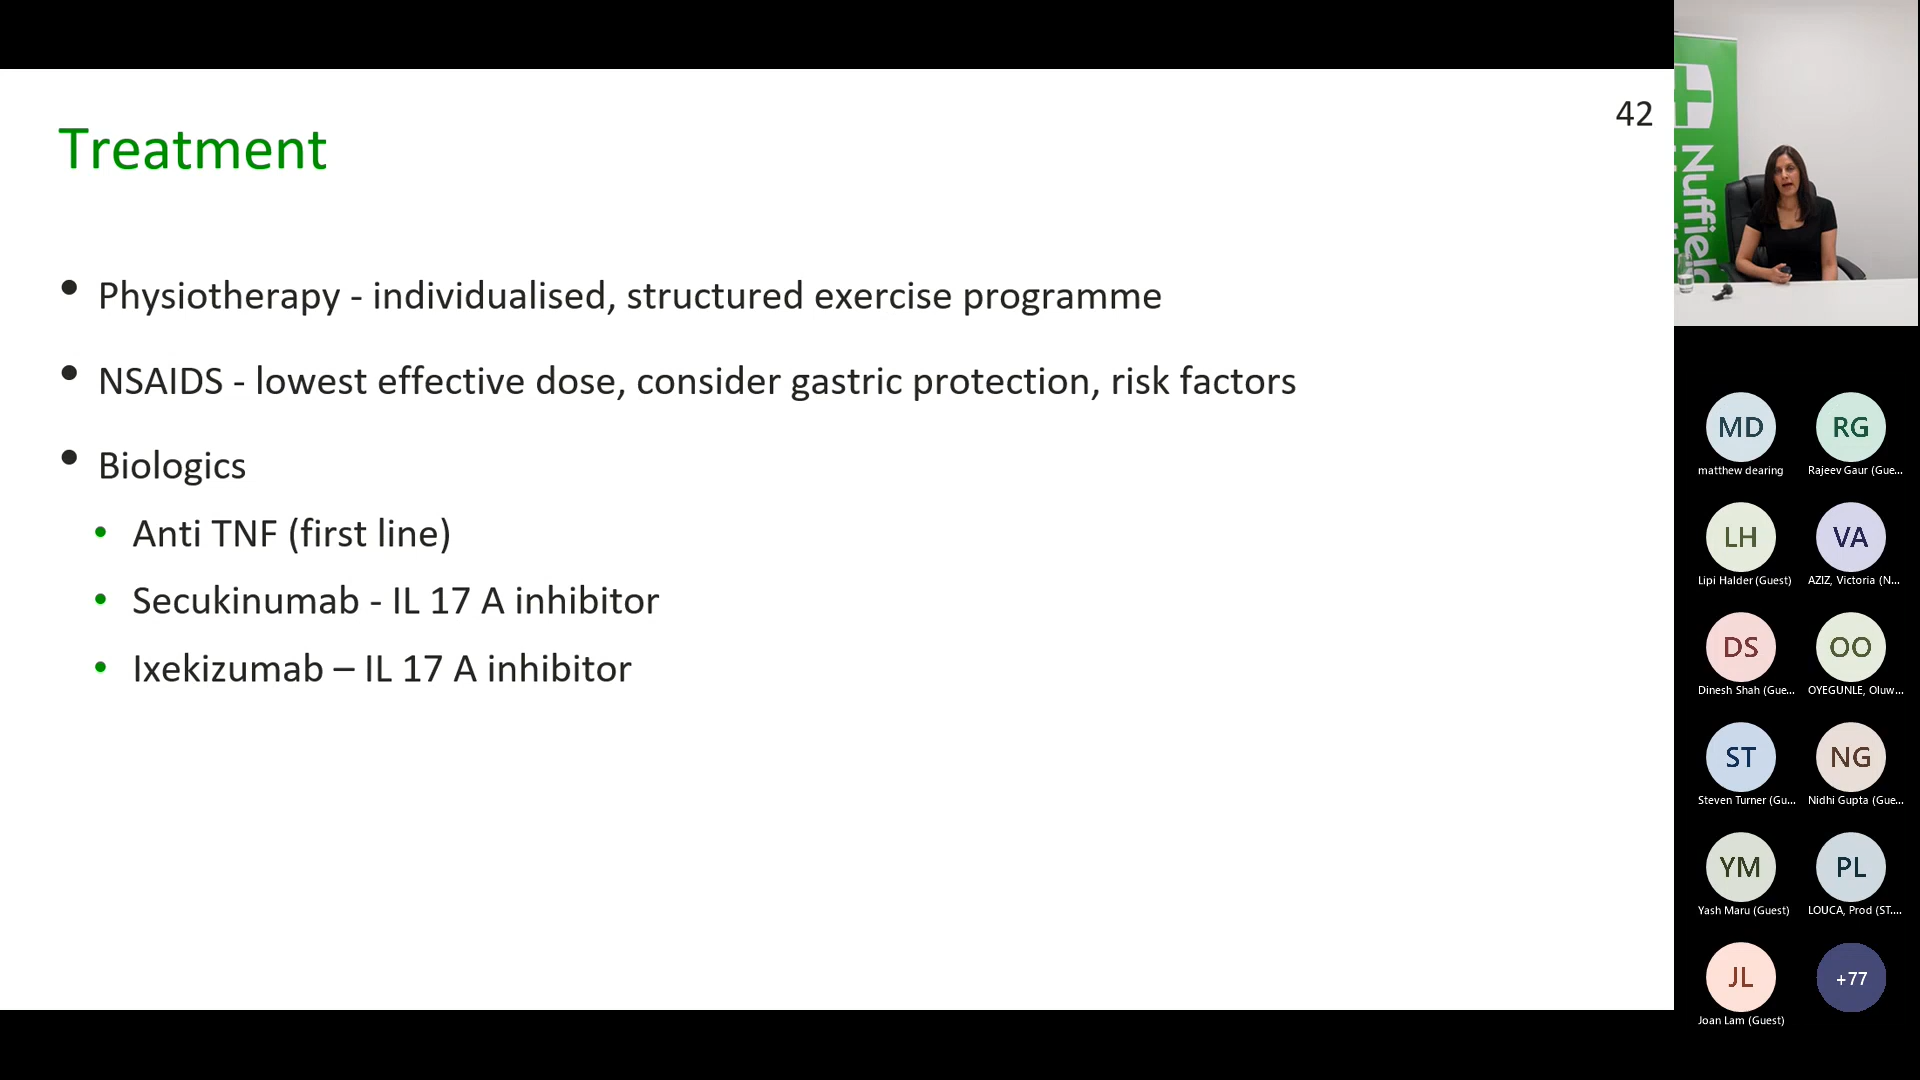 42
Treatment
• Physiotherapy - individualised, structured exercise programme
• NSAIDS - lowest effective dose, consider gastric protection, risk factors
• Biologics
• Anti TNF (first line)
• Secukinumab - IL 17 A inhibitor
• Ixekizumab – IL 17 A inhibitor
Nuffield
MD
matthew dearing
RG
Rajeev Gaur (Gue...
LH
Lipi Halder (Guest)
VA
AZIZ, Victoria (N...
DS
Dinesh Shah (Gue...
OO
OYEGUNLE, Oluw...
ST
Steven Turner (Gu...
NG
Nidhi Gupta (Gue...
YM
Yash Maru (Guest)
PL
LOUCA, Prod (ST....
JL
Joan Lam (Guest)
+77